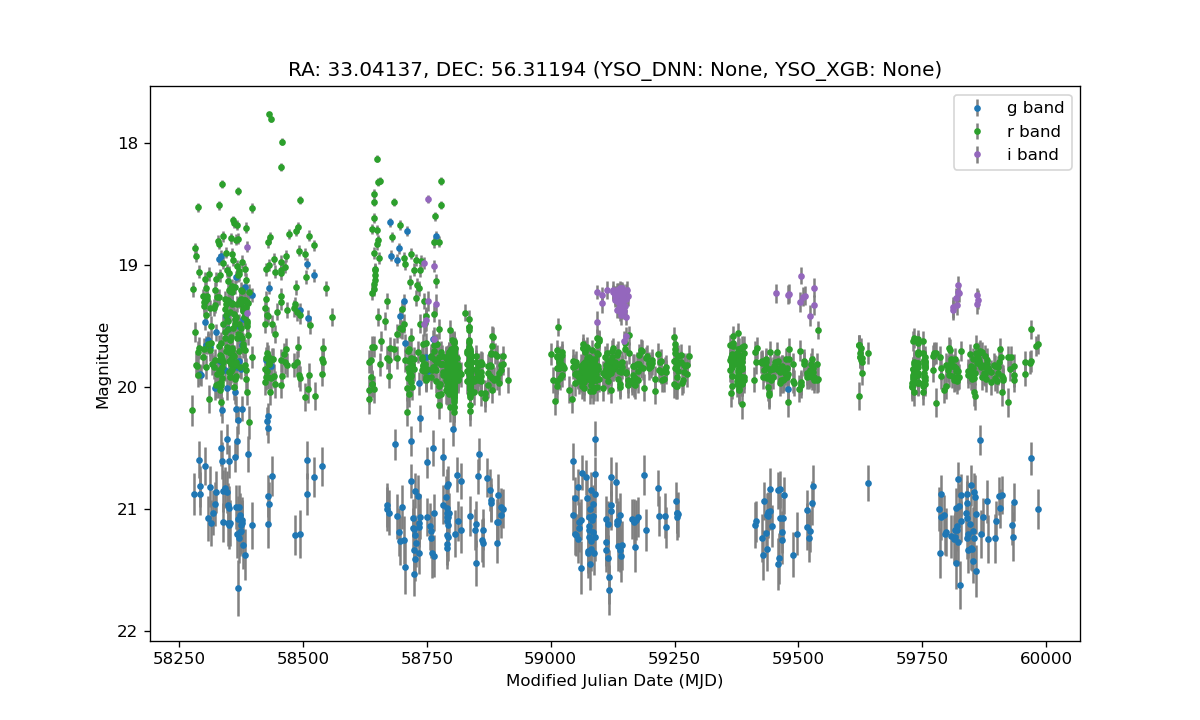 RA: 33.04137, DEC: 56.31194 (YSO_DNN: None, YSO_XGB: None)
g band
r band
i band
18
19
20
21
22
Magnitude
58250 58500 58750 59000 59250 59500 59750 60000
Modified Julian Date (MJD)